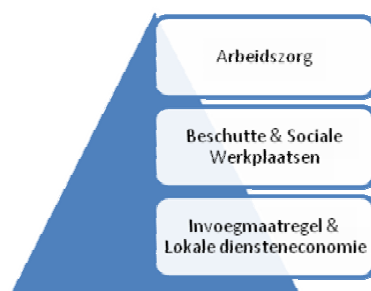 Arbeidszorg
Beschutte & Sociale
Werkplaatsen
Invoegmaatregel &
Lokale diensteneconomie